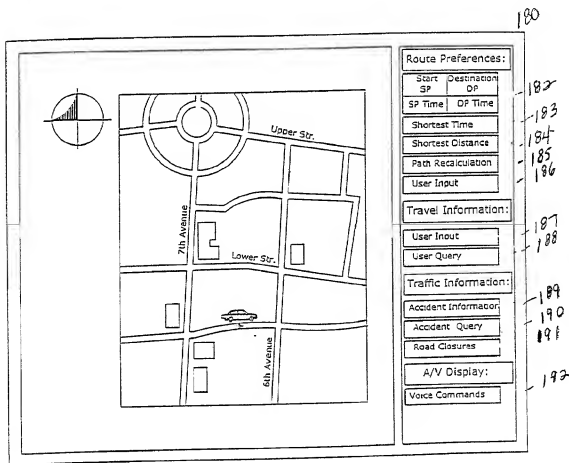 180
Route Preferences:
Start Destination
SP DP
SP Time DP Time
182
Shortest Time
183
Shortest Distance
184
Path Recalculation
185
User Input
186
Travel Information:
User Inout
187
User Query
188
Traffic Information:
Accident Information
189
Accident Query
190
Road Closures
191
A/V Display:
Voice Commands
192
Upper Str.
7th Avenue
Lower Str.
6th Avenue